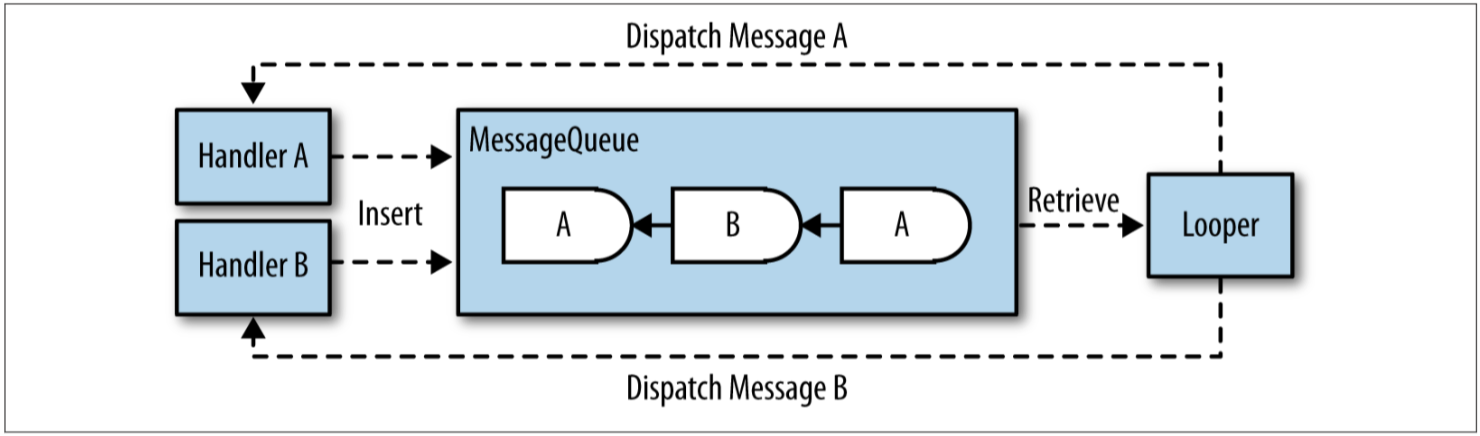 Dispatch Message A
Handler A
MessageQueue
Insert
A
B
A
Retrieve
Looper
Handler B
Dispatch Message B